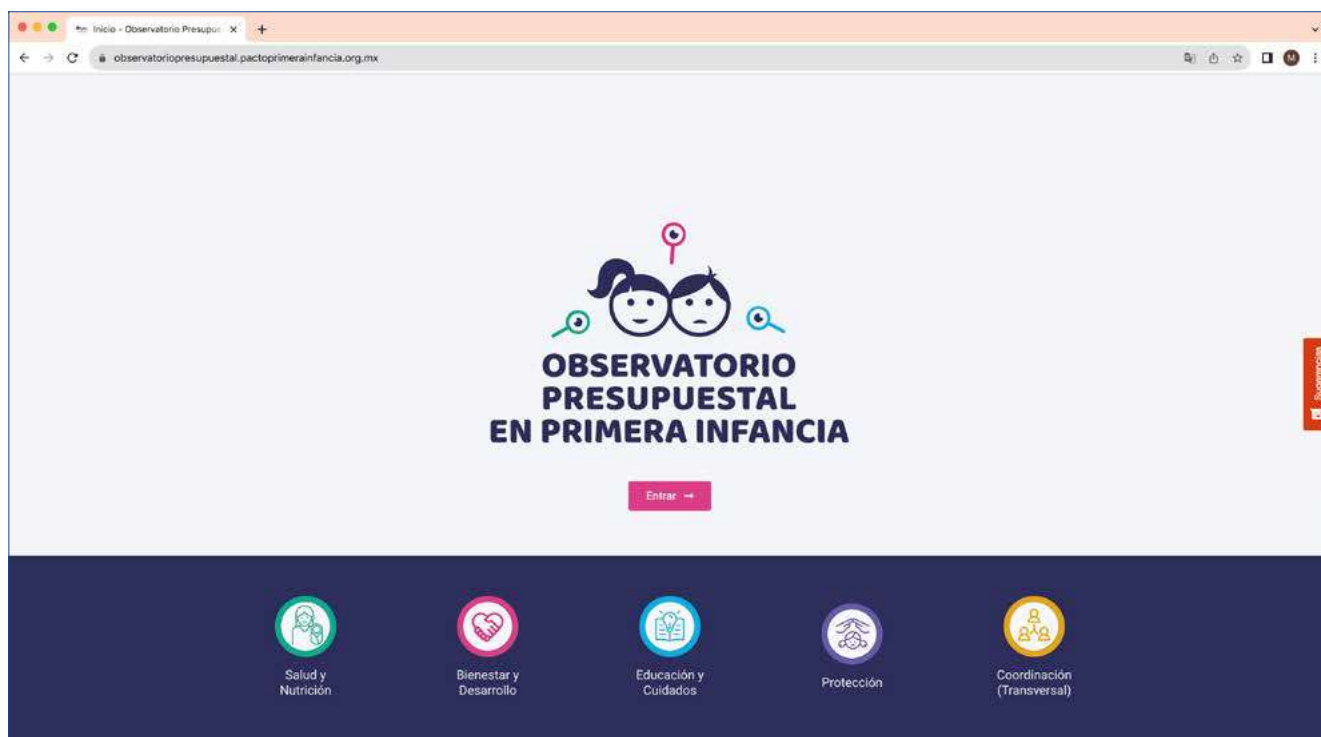 Inicio - Observatorio Presupu
observatoriopresupuestal.pactoprimerainfancia.org.mx
M
OBSERVATORIO
PRESUPUESTAL
EN PRIMERA INFANCIA
Sugerencias
Entrar →
Salud y
Nutrición
Bienestar y
Desarrollo
Educación y
Cuidados
Protección
Coordinación
(Transversal)